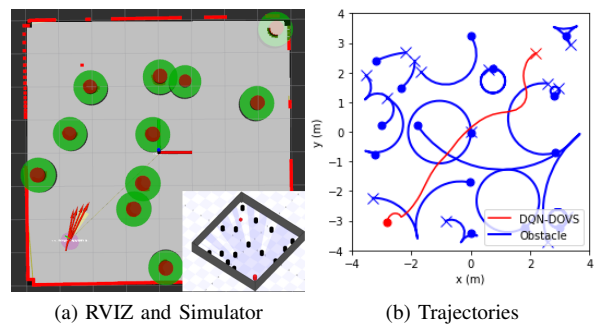 4
3
2
1
0
−1
−2
−3
−4
y (m)
−4
−2
0
2
4
x (m)
DQN-DOVS
Obstacle
(a) RVIZ and Simulator
(b) Trajectories